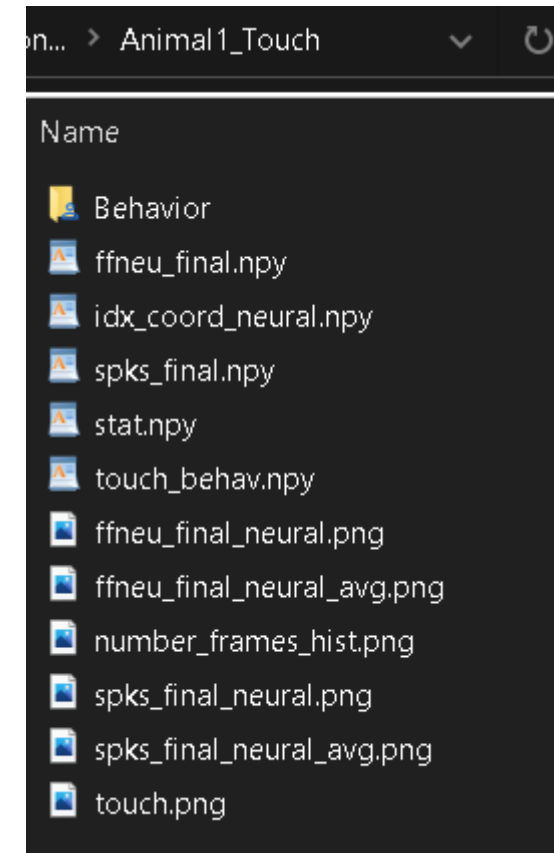 on... > Animal1_Touch
Name
Behavior
ffneu_final.npy
idx_coord_neural.npy
spks_final.npy
stat.npy
touch_behav.npy
ffneu_final_neural.png
ffneu_final_neural_avg.png
number_frames_hist.png
spks_final_neural.png
spks_final_neural_avg.png
touch.png